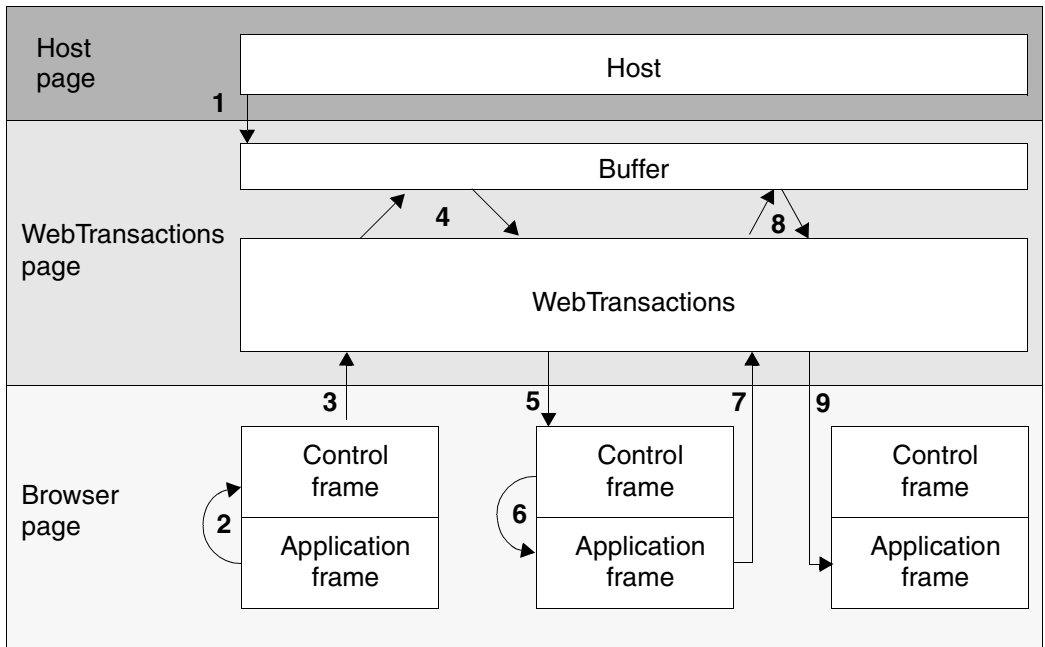 Host
page
Host
1
Buffer
4
8
WebTransactions
page
WebTransactions
3
5
7
9
Browser
page
Control
frame
2
Application
frame
Control
frame
6
Application
frame
Control
frame
Application
frame